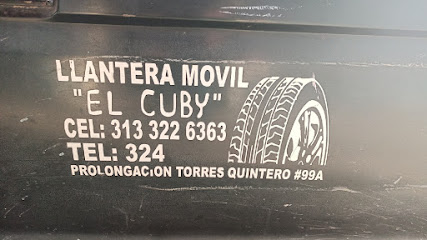 LLANTERA MOVIL
"EL CUBY"
CEL: 313 322 6363
TEL: 324
PROLONGACION TORRES QUINTERO #99A